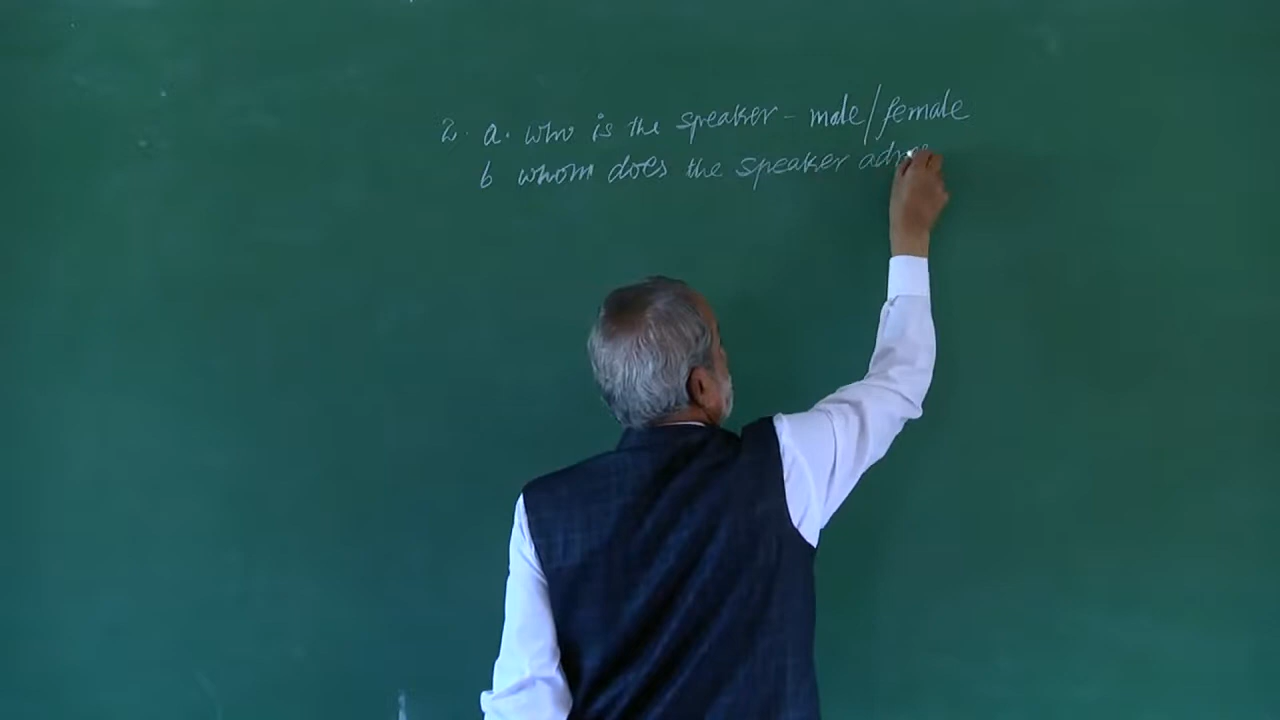 2. a. who is the speaker - male/female
b whom does the speaker